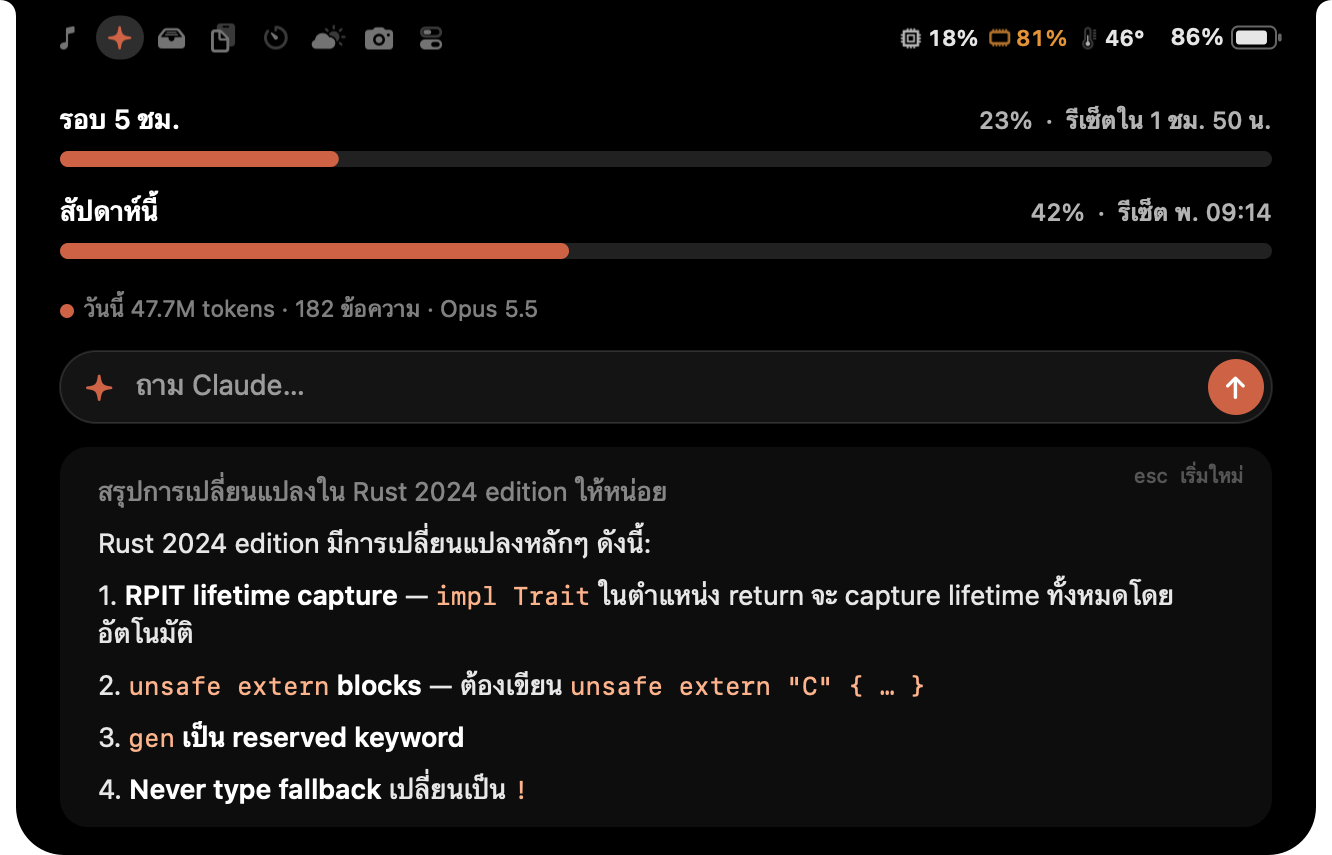 18% 81% 46° 86%
รอบ 5 ชม. 23% · รีเซ็ตใน 1 ชม. 50 น.
สัปดาห์นี้ 42% · รีเซ็ต พ. 09:14
วันนี้ 47.7M tokens · 182 ข้อความ · Opus 5.5
ถาม Claude...
esc เริ่มใหม่
สรุปการเปลี่ยนแปลงใน Rust 2024 edition ให้หน่อย
Rust 2024 edition มีการเปลี่ยนแปลงหลักๆ ดังนี้:
1. RPIT lifetime capture — impl Trait ในตำแหน่ง return จะ capture lifetime ทั้งหมดโดย
อัตโนมัติ
2. unsafe extern blocks — ต้องเขียน unsafe extern "C" { … }
3. gen เป็น reserved keyword
4. Never type fallback เปลี่ยนเป็น !